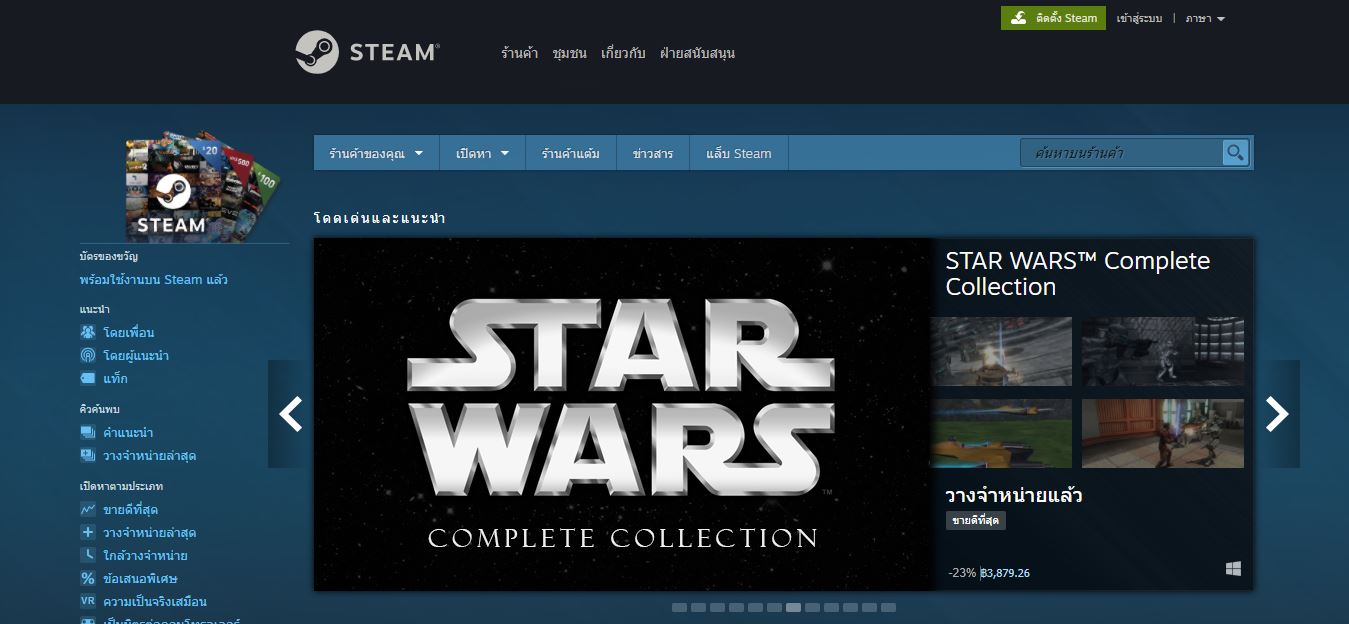 ติดตั้ง Steam
เข้าสู่ระบบ | ภาษา
STEAM®
ร้านค้า ชุมชน เกี่ยวกับ ฝ่ายสนับสนุน
$20
500
100
STEAM
ร้านค้าของคุณ
เปิดหา
ร้านค้าแต้ม
ข่าวสาร
แล็บ Steam
ค้นหาบนร้านค้า
บัตรของขวัญ
พร้อมใช้งานบน Steam แล้ว
แนะนำ
โดยเพื่อน
โดยผู้แนะนำ
แท็ก
คิวค้นพบ
คำแนะนำ
วางจำหน่ายล่าสุด
เปิดหาตามประเภท
ขายดีที่สุด
วางจำหน่ายล่าสุด
ใกล้วางจำหน่าย
% ข้อเสนอพิเศษ
VR ความเป็นจริงเสมือน
โดดเด่นและแนะนำ
STAR
WARS™
COMPLETE COLLECTION
STAR WARS™ Complete
Collection
วางจำหน่ายแล้ว
ขายดีที่สุด
-23% ฿3,879.26